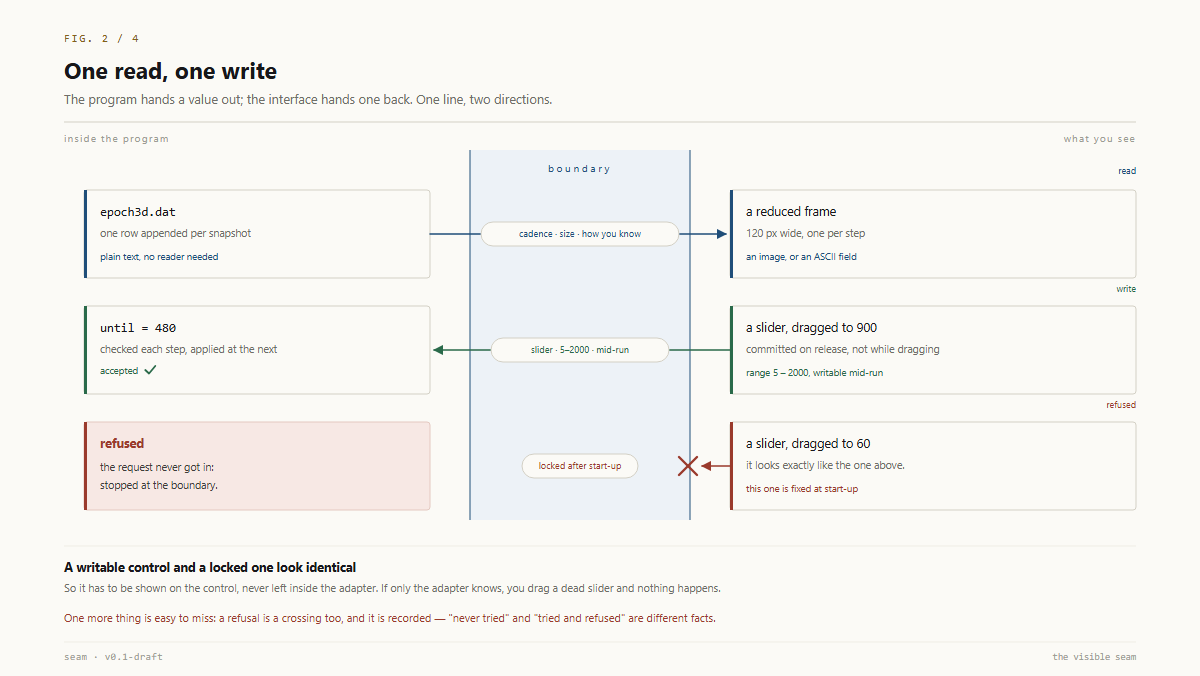 FIG. 2 / 4
One read, one write
The program hands a value out; the interface hands one back. One line, two directions.
inside the program
what you see
boundary
read
epoch3d.dat
one row appended per snapshot
plain text, no reader needed
cadence · size · how you know
a reduced frame
120 px wide, one per step
an image, or an ASCII field
write
until = 480
checked each step, applied at the next
accepted
slider · 5–2000 · mid-run
a slider, dragged to 900
committed on release, not while dragging
range 5 – 2000, writable mid-run
refused
refused
the request never got in:
stopped at the boundary.
locked after start-up
a slider, dragged to 60
it looks exactly like the one above.
this one is fixed at start-up
A writable control and a locked one look identical
So it has to be shown on the control, never left inside the adapter. If only the adapter knows, you drag a dead slider and nothing happens.
One more thing is easy to miss: a refusal is a crossing too, and it is recorded — "never tried" and "tried and refused" are different facts.
seam · v0.1-draft
the visible seam